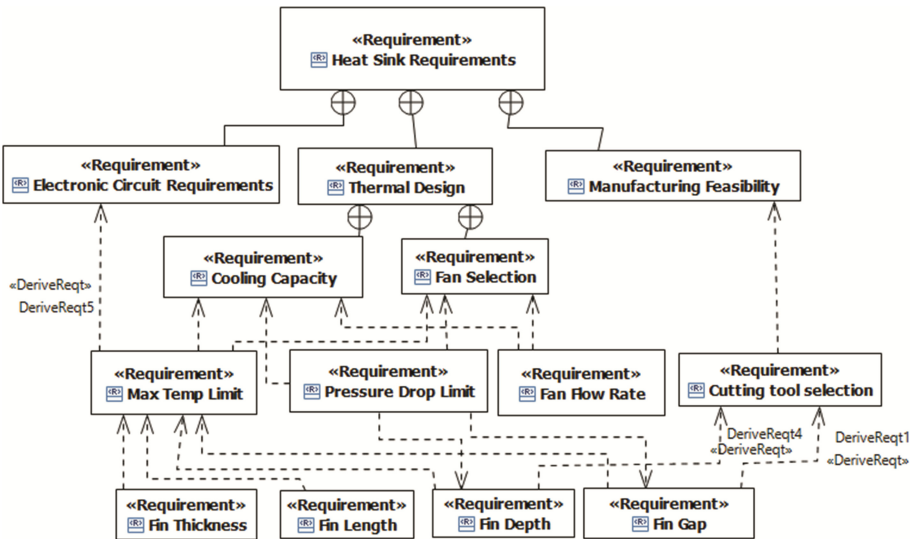 «Requirement»
Heat Sink Requirements
«Requirement»
Electronic Circuit Requirements
«Requirement»
Thermal Design
«Requirement»
Manufacturing Feasibility
«Requirement»
Cooling Capacity
«Requirement»
Fan Selection
«DeriveReqt»
DeriveReqt5
«Requirement»
Max Temp Limit
«Requirement»
Pressure Drop Limit
«Requirement»
Fan Flow Rate
«Requirement»
Cutting tool selection
DeriveReqt4
«DeriveReqt»
DeriveReqt1
«DeriveReqt»
«Requirement»
Fin Thickness
«Requirement»
Fin Length
«Requirement»
Fin Depth
«Requirement»
Fin Gap